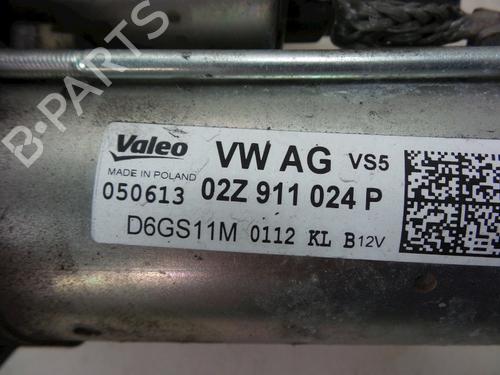 B-PARTS
Valeo VW AG VS5
MADE IN POLAND
050613 02Z 911 024 P
D6GS11M 0112 KL B12V